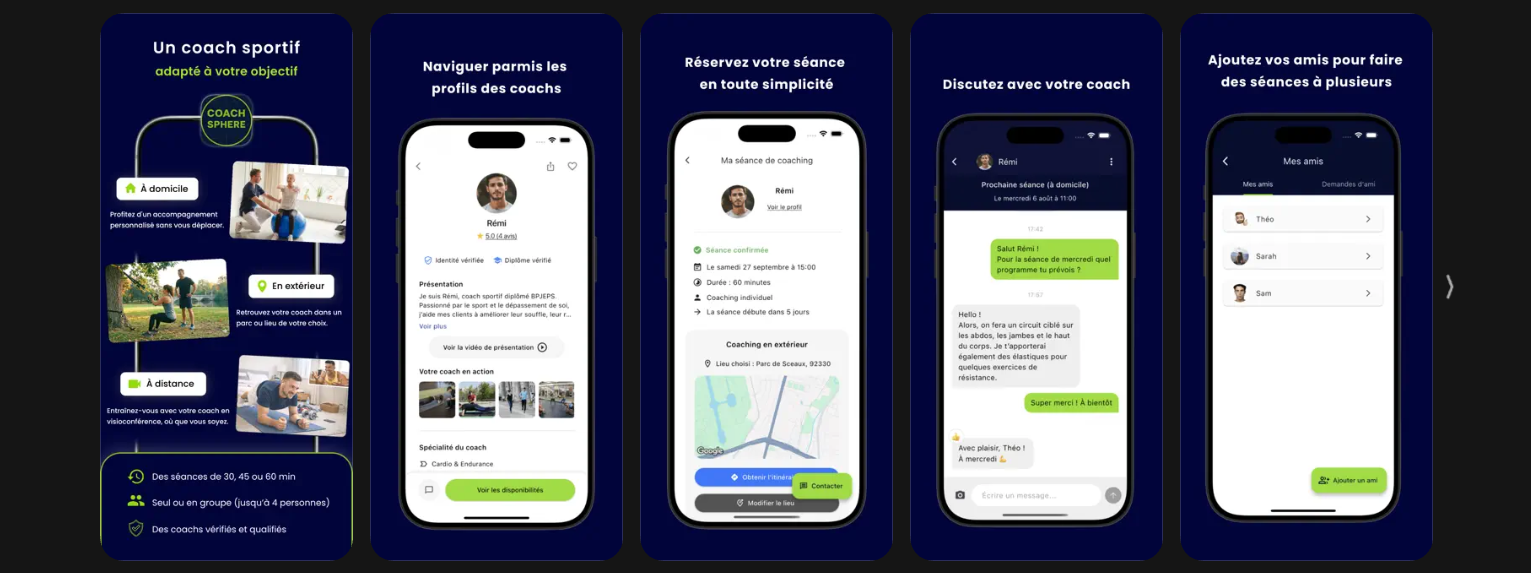 Un coach sportif
adapté à votre objectif
COACH
SPHERE
À domicile
Profitez d'un accompagnement
personnalisé sans vous déplacer.
En extérieur
Retrouvez votre coach dans un
parc ou lieu de votre choix.
À distance
Entraînez-vous avec votre coach en
visioconférence, où que vous soyez.
Des séances de 30, 45 ou 60 min
Seul ou en groupe (jusqu'à 4 personnes)
Des coachs vérifiés et qualifiés
Naviguer parmis les
profils des coachs
Rémi
5.0 (4 avis)
Identité vérifiée
Diplôme vérifié
Présentation
Je suis Rémi, coach sportif diplômé BPJEPS.
Passionné par le sport et le dépassement de soi,
j'aide mes clients à améliorer leur souffle, leur r...
Voir plus
Voir la vidéo de présentation
Votre coach en action
Spécialité du coach
Cardio & Endurance
Voir les disponibilités
Réservez votre séance
en toute simplicité
Ma séance de coaching
Rémi
Voir le profil
Séance confirmée
Le samedi 27 septembre à 15:00
Durée : 60 minutes
Coaching individuel
La séance débute dans 5 jours
Coaching en extérieur
Lieu choisi : Parc de Sceaux, 92330
Google
Obtenir l'itinérai
Contacter
Modifier le lieu
Discutez avec votre coach
Rémi
Prochaine séance (à domicile)
Le mercredi 6 août à 11:00
17:42
Salut Rémi !
Pour la séance de mercredi quel
programme tu prévois ?
Hello !
Alors, on fera un circuit ciblé sur
les abdos, les jambes et le haut
du corps. Je t'apporterai
également des élastiques pour
quelques exercices de
résistance.
Super merci ! À bientôt
👍
Avec plaisir, Théo !
À mercredi 💪
Écrire un message...
Ajoutez vos amis pour faire
des séances à plusieurs
Mes amis
Mes amis
Demandes d'ami
Théo
Sarah
Sam
Ajouter un ami